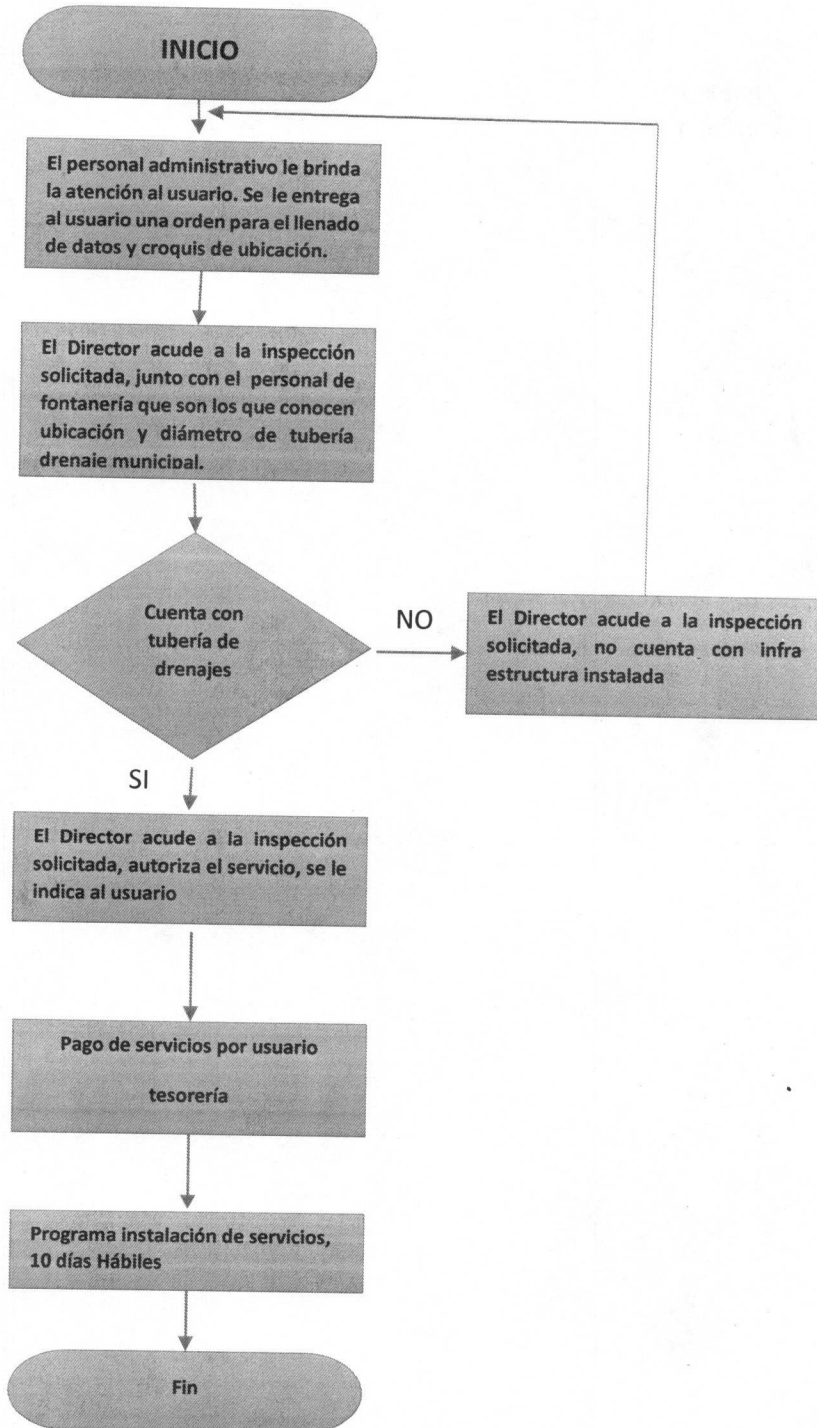 INICIO
El personal administrativo le brinda
la atención al usuario. Se le entrega
al usuario una orden para el llenado
de datos y croquis de ubicación.
El Director acude a la inspección
solicitada, junto con el personal de
fontanería que son los que conocen
ubicación y diámetro de tubería
drenaje municipal.
Cuenta con
tubería de
drenajes
NO
El Director acude a la inspección
solicitada, no cuenta con infra
estructura instalada
SI
El Director acude a la inspección
solicitada, autoriza el servicio, se le
indica al usuario
Pago de servicios por usuario
tesorería
Programa instalación de servicios,
10 días Hábiles
Fin